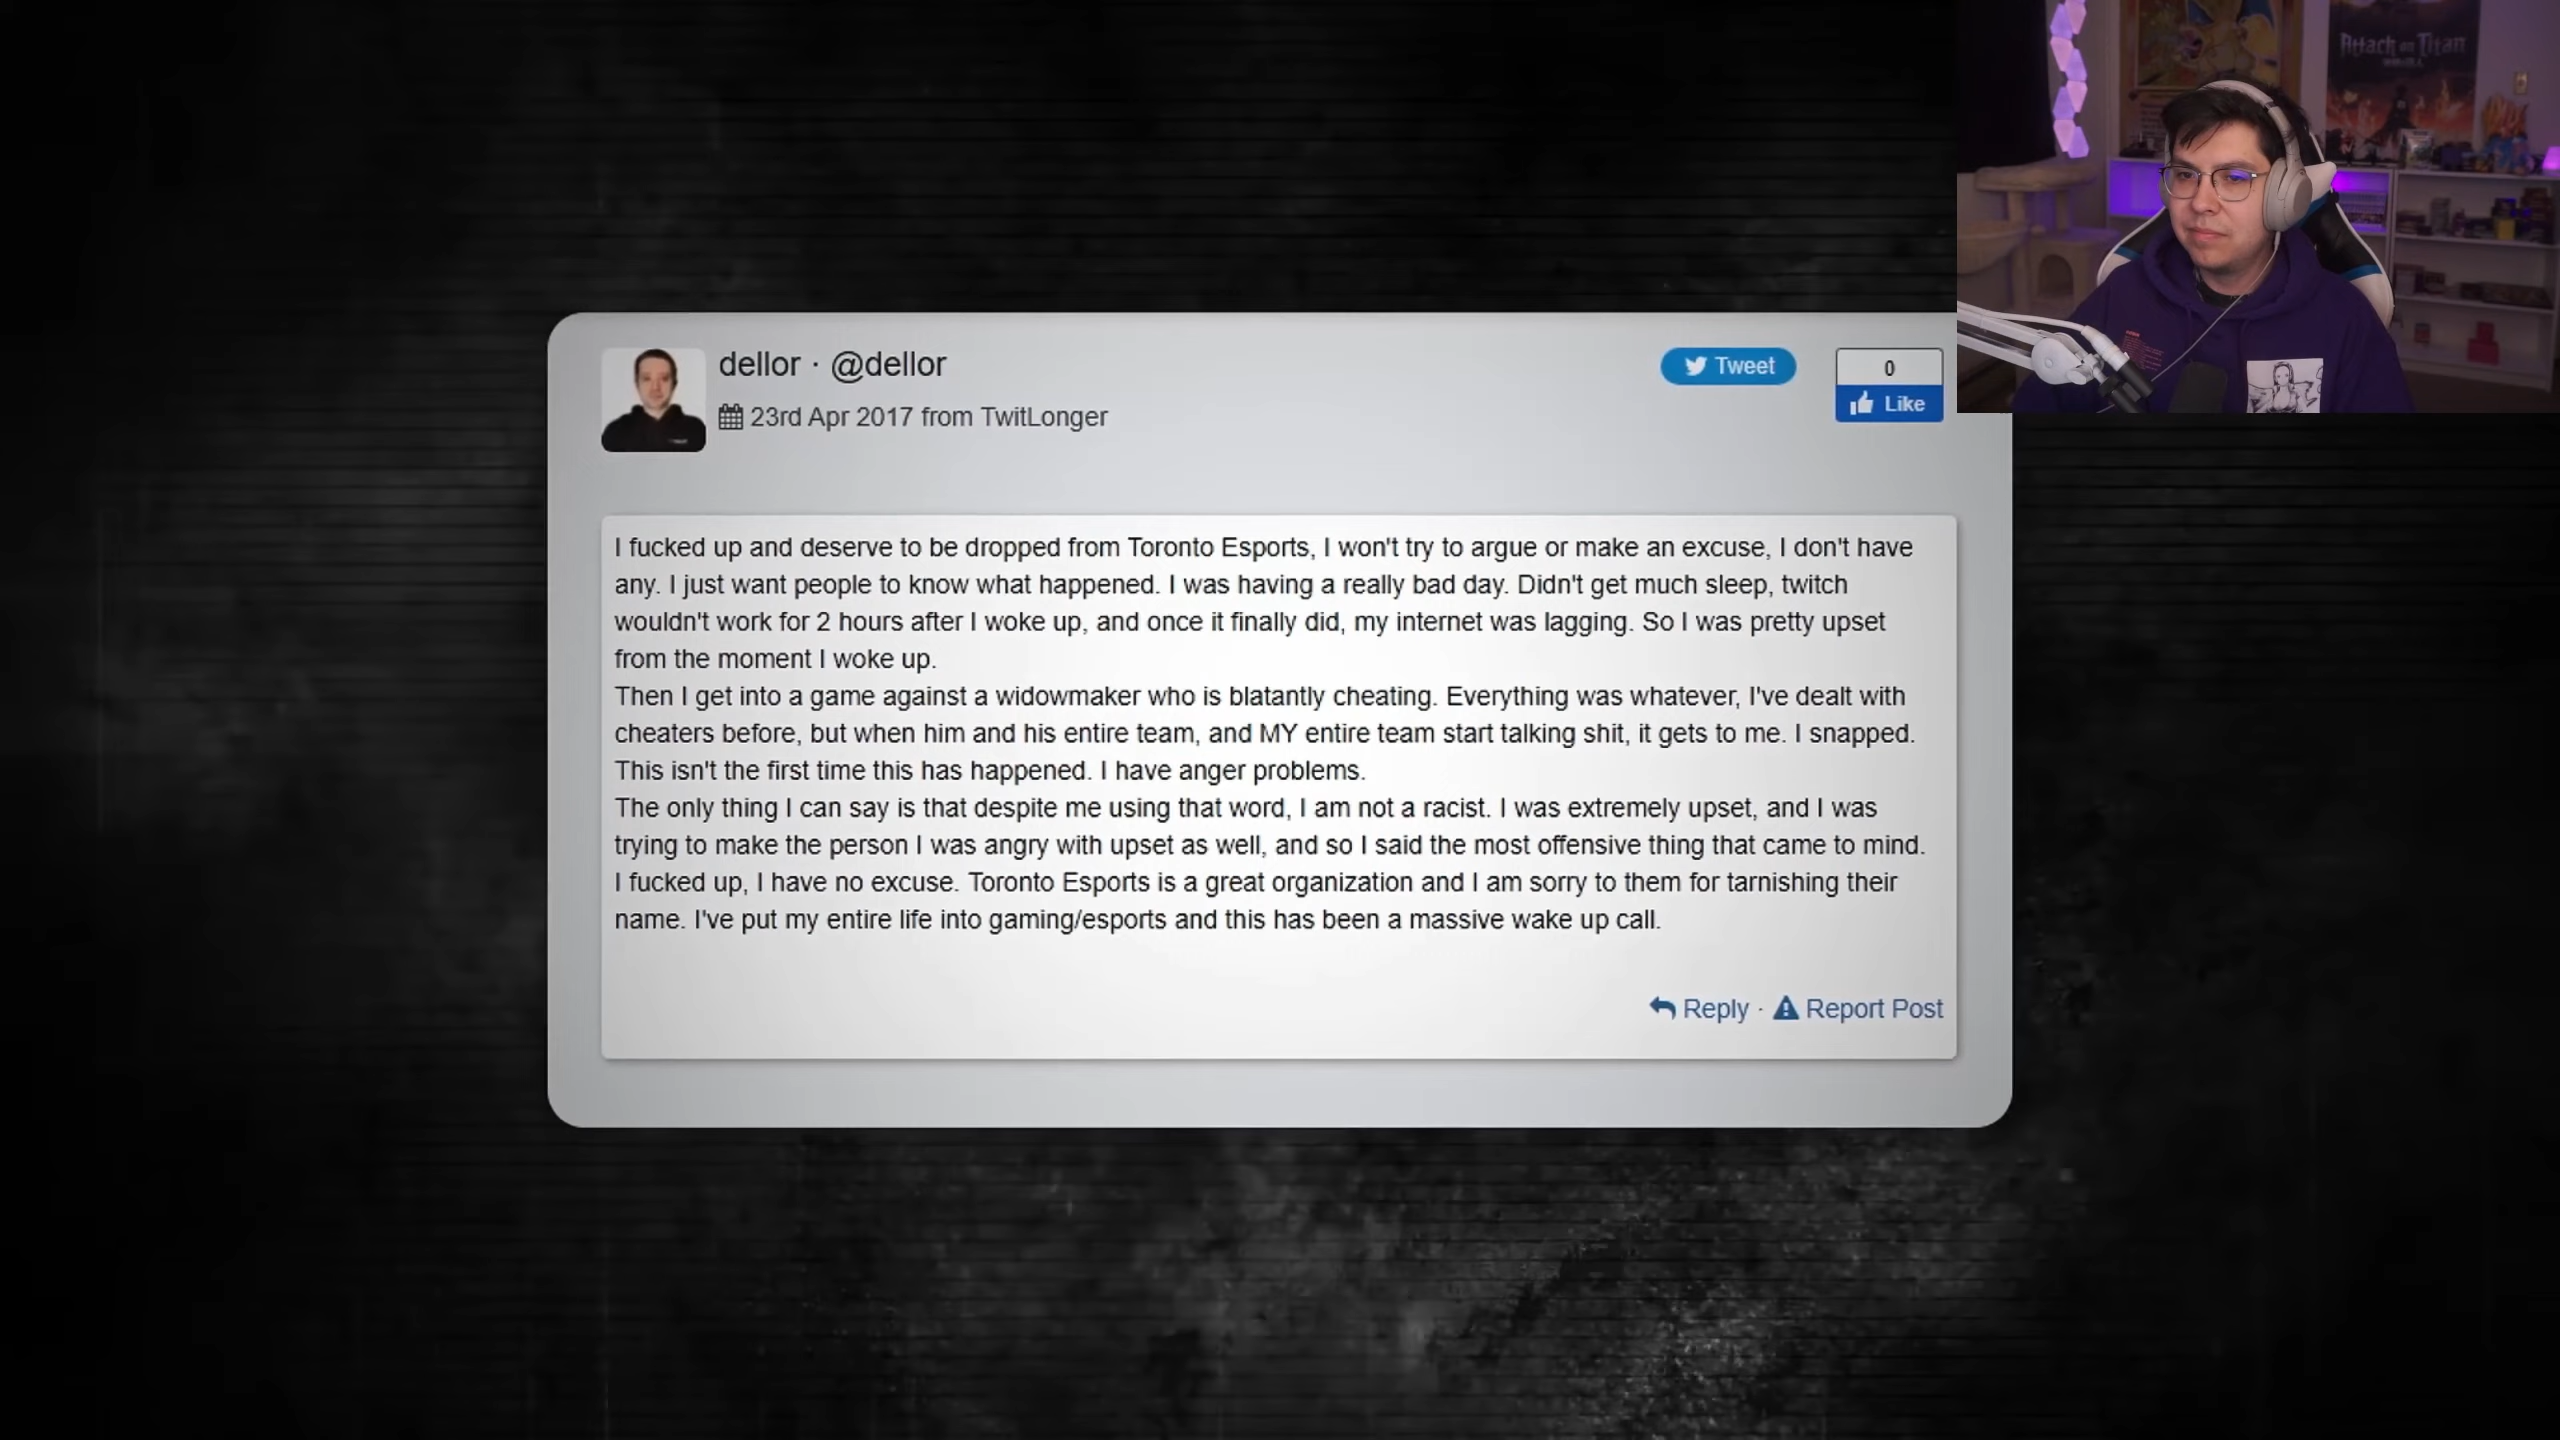 Attack on Titan
dellor · @dellor
23rd Apr 2017 from TwitLonger
Tweet
0
Like
I fucked up and deserve to be dropped from Toronto Esports, I won't try to argue or make an excuse, I don't have
any. I just want people to know what happened. I was having a really bad day. Didn't get much sleep, twitch
wouldn't work for 2 hours after I woke up, and once it finally did, my internet was lagging. So I was pretty upset
from the moment I woke up.
Then I get into a game against a widowmaker who is blatantly cheating. Everything was whatever, I've dealt with
cheaters before, but when him and his entire team, and MY entire team start talking shit, it gets to me. I snapped.
This isn't the first time this has happened. I have anger problems.
The only thing I can say is that despite me using that word, I am not a racist. I was extremely upset, and I was
trying to make the person I was angry with upset as well, and so I said the most offensive thing that came to mind.
I fucked up, I have no excuse. Toronto Esports is a great organization and I am sorry to them for tarnishing their
name. I've put my entire life into gaming/esports and this has been a massive wake up call.
Reply · Report Post